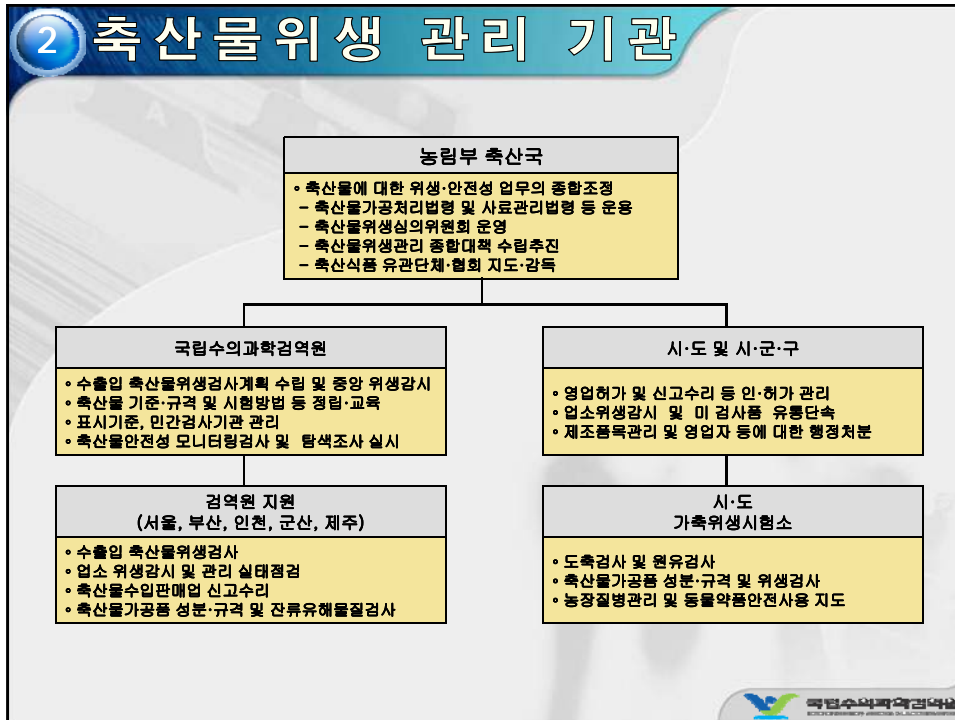 2 축산물위생 관리 기관
농림부 축산국
∘ 축산물에 대한 위생·안전성 업무의 종합조정
- 축산물가공처리법령 및 사료관리법령 등 운용
- 축산물위생심의위원회 운영
- 축산물위생관리 종합대책 수립추진
- 축산식품 유관단체·협회 지도·감독
국립수의과학검역원
∘ 수출입 축산물위생검사계획 수립 및 중앙 위생감시
∘ 축산물 기준·규격 및 시험방법 등 정립·교육
∘ 표시기준, 민간검사기관 관리
∘ 축산물안전성 모니터링검사 및 탐색조사 실시
시·도 및 시·군·구
∘ 영업허가 및 신고수리 등 인·허가 관리
∘ 업소위생감시 및 미 검사품 유통단속
∘ 제조품목관리 및 영업자 등에 대한 행정처분
검역원 지원
(서울, 부산, 인천, 군산, 제주)
∘ 수출입 축산물위생검사
∘ 업소 위생감시 및 관리 실태점검
∘ 축산물수입판매업 신고수리
∘ 축산물가공품 성분·규격 및 잔류유해물질검사
시·도
가축위생시험소
∘ 도축검사 및 원유검사
∘ 축산물가공품 성분·규격 및 위생검사
∘ 농장질병관리 및 동물약품안전사용 지도
국립수의과학검역원